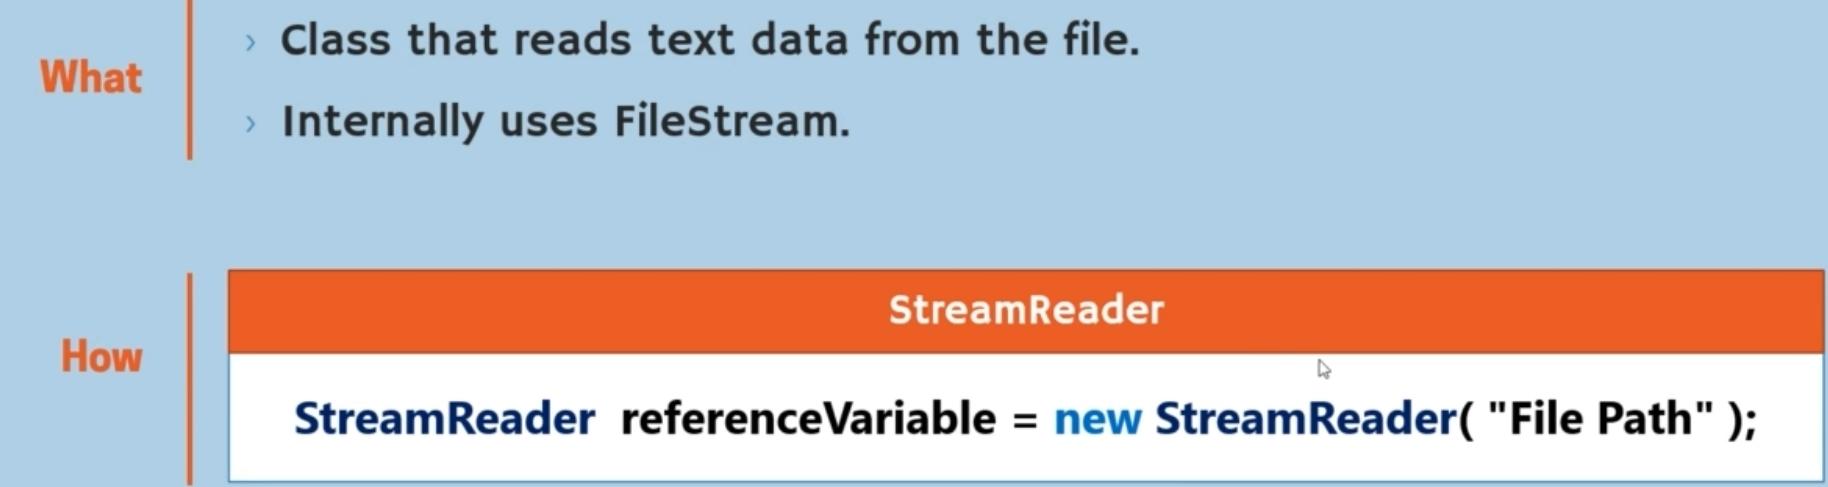 What
› Class that reads text data from the file.
› Internally uses FileStream.
How
StreamReader
StreamReader referenceVariable = new StreamReader( "File Path" );